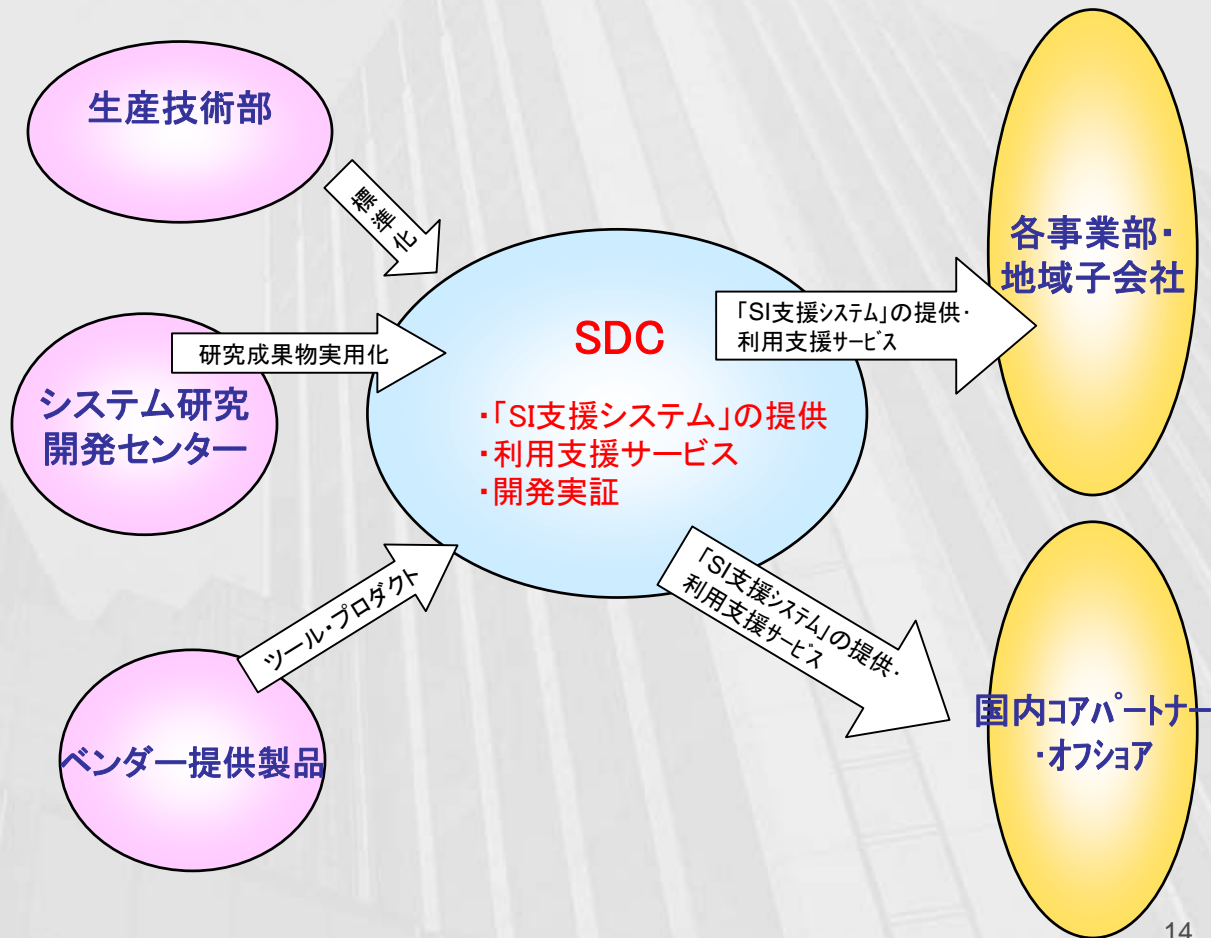 生産技術部
標準化
研究成果物実用化
システム研究
開発センター
ツール・プロダクト
ベンダー提供製品
SDC
・「SI支援システム」の提供
・利用支援サービス
・開発実証
「SI支援ｼｽﾃﾑ」の提供・
利用支援ｻｰﾋﾞｽ
各事業部・
地域子会社
「SI支援ｼｽﾃﾑ」の提供・
利用支援ｻｰﾋﾞｽ
国内ｺｱﾊﾟｰﾄﾅｰ
・ｵﾌｼｮｱ
14